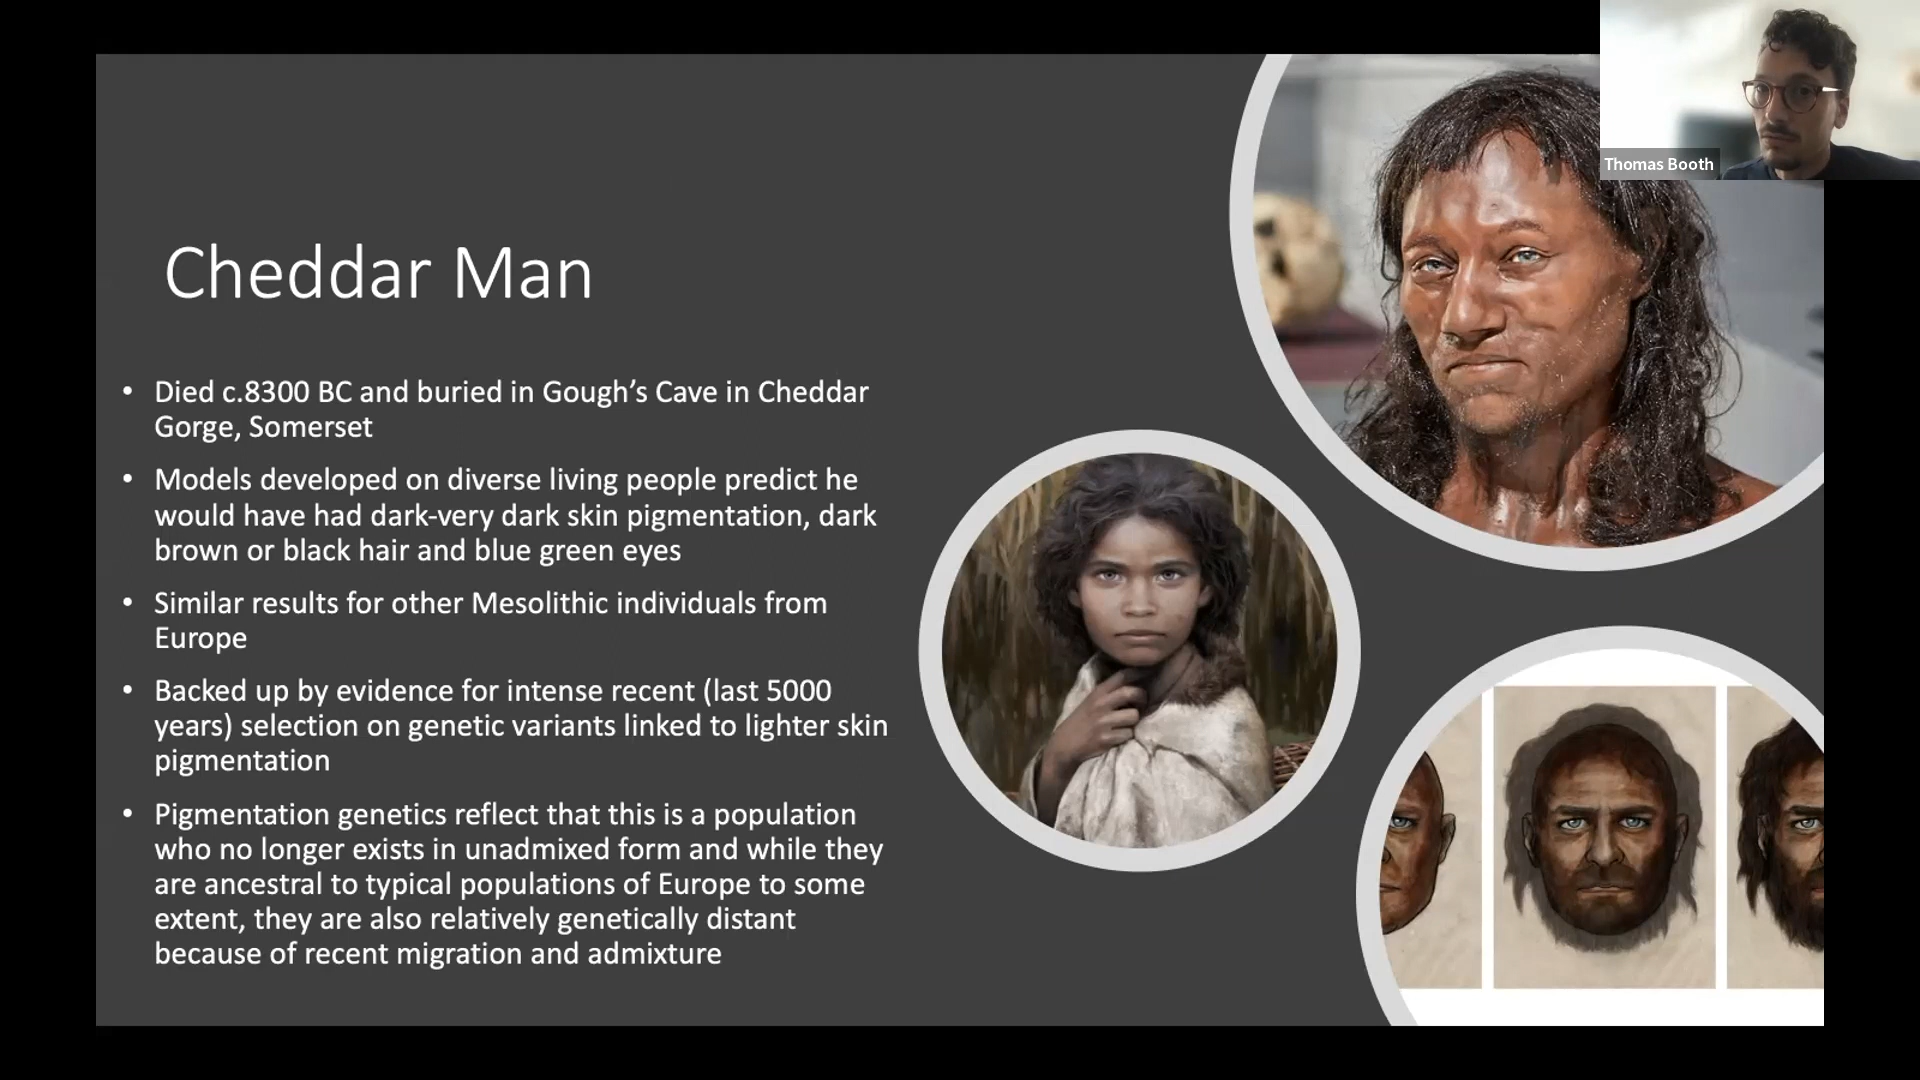 Thomas Booth
Cheddar Man
• Died c.8300 BC and buried in Gough’s Cave in Cheddar
Gorge, Somerset
• Models developed on diverse living people predict he
would have had dark-very dark skin pigmentation, dark
brown or black hair and blue green eyes
• Similar results for other Mesolithic individuals from
Europe
• Backed up by evidence for intense recent (last 5000
years) selection on genetic variants linked to lighter skin
pigmentation
• Pigmentation genetics reflect that this is a population
who no longer exists in unadmixed form and while they
are ancestral to typical populations of Europe to some
extent, they are also relatively genetically distant
because of recent migration and admixture